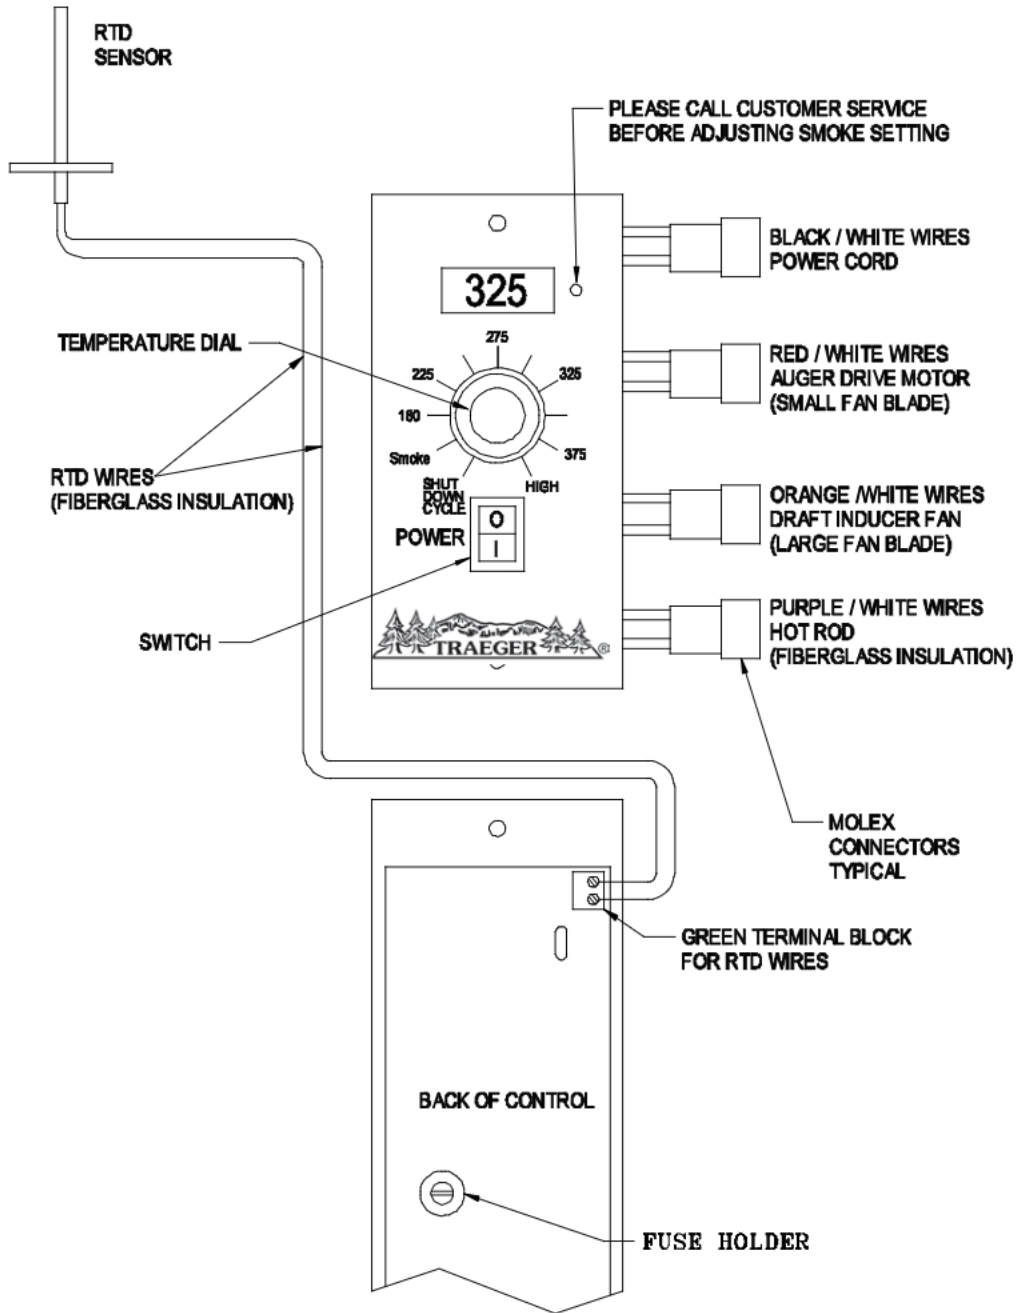 RTD
SENSOR
PLEASE CALL CUSTOMER SERVICE
BEFORE ADJUSTING SMOKE SETTING
BLACK / WHITE WIRES
POWER CORD
325
TEMPERATURE DIAL
275
225
325
180
Smoke
375
SHUT
DOWN
CYCLE
HIGH
RED / WHITE WIRES
AUGER DRIVE MOTOR
(SMALL FAN BLADE)
RTD WIRES
(FIBERGLASS INSULATION)
POWER
O
I
ORANGE /WHITE WIRES
DRAFT INDUCER FAN
(LARGE FAN BLADE)
SWITCH
TRAEGER
®
PURPLE / WHITE WIRES
HOT ROD
(FIBERGLASS INSULATION)
MOLEX
CONNECTORS
TYPICAL
GREEN TERMINAL BLOCK
FOR RTD WIRES
BACK OF CONTROL
FUSE HOLDER